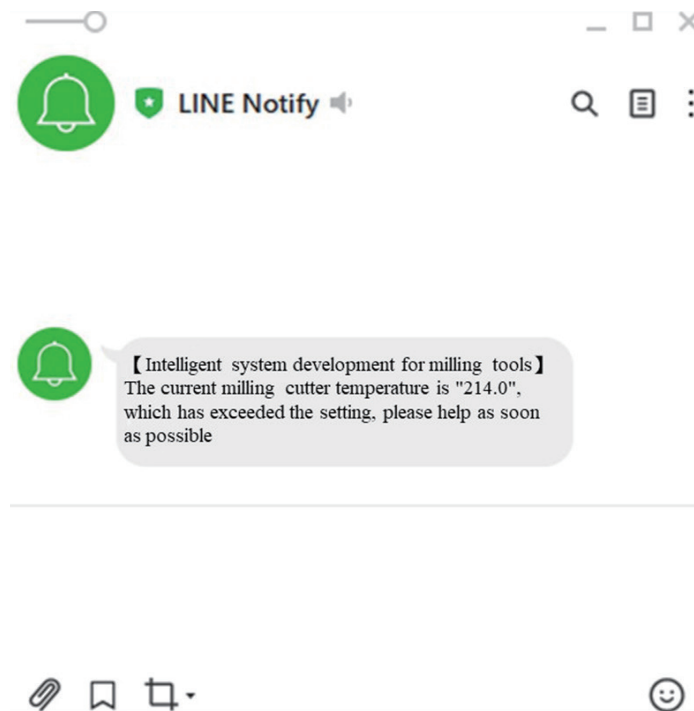 LINE Notify
【Intelligent system development for milling tools】
The current milling cutter temperature is "214.0",
which has exceeded the setting, please help as soon
as possible